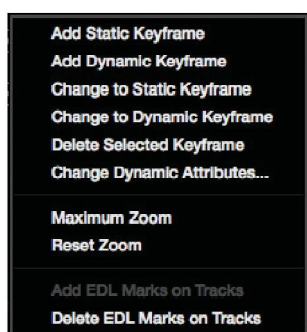 Add Static Keyframe
Add Dynamic Keyframe
Change to Static Keyframe
Change to Dynamic Keyframe
Delete Selected Keyframe
Change Dynamic Attributes...
Maximum Zoom
Reset Zoom
Add EDL Marks on Tracks
Delete EDL Marks on Tracks